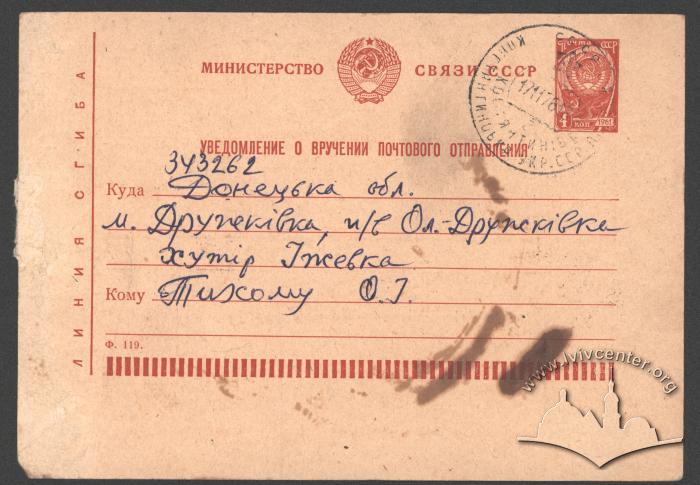 ПОЧТА СССР
МИНИСТЕРСТВО СВЯЗИ СССР
4 КОП 1961
УВЕДОМЛЕНИЕ О ВРУЧЕНИИ ПОЧТОВОГО ОТПРАВЛЕНИЯ
343262
Куда Донецька обл.
м. Дружківка, п/в Ол.-Дружківка
хутір Їжевка
Кому Тихому О.І.
Ф. 119.
ЛИНИЯ СГИБА
www.lvivcenter.org